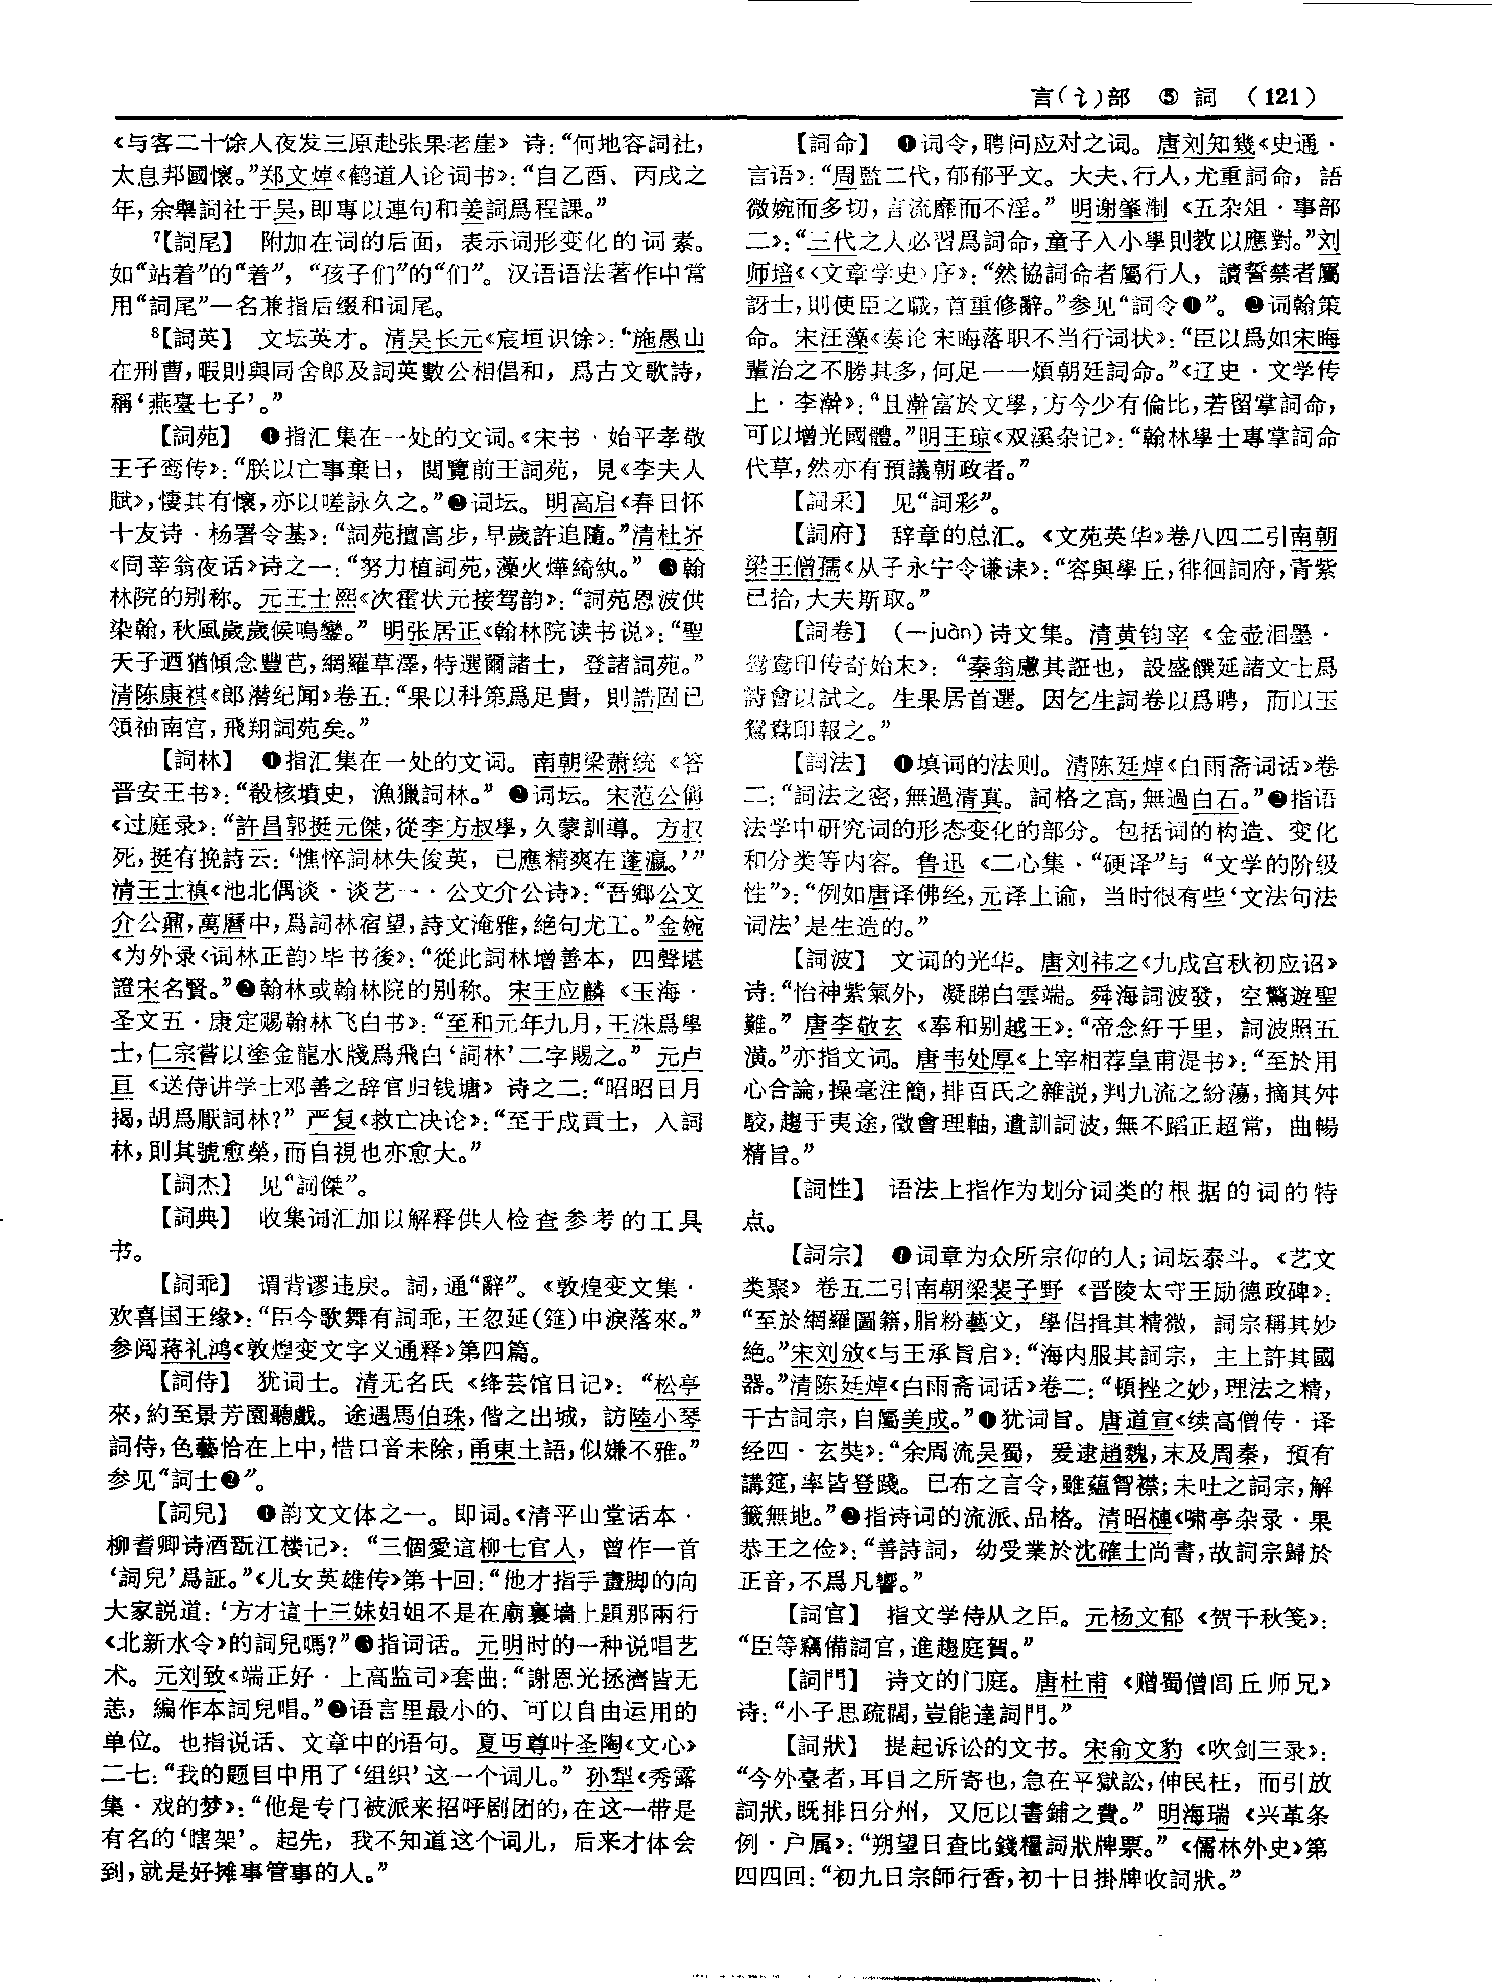 言(讠)部 ⑤ 詞 (121)
《与客二十馀人夜发三原赴张果老崖》诗：“何地容詞社，
太息邦國懷。”郑文焯《鹤道人论词书》：“自乙酉、丙戌之
年，余舉詞社于吴，即專以連句和姜詞爲程課。”
⁷【詞尾】 附加在词的后面，表示词形变化的词素。
如“站着”的“着”，“孩子们”的“们”。汉语语法著作中常
用“詞尾”一名兼指后缀和词尾。
⁸【詞英】 文坛英才。清吴长元《宸垣识馀》：“施愚山
在刑曹，暇則與同舍郎及詞英數公相倡和，爲古文歌詩，
稱‘燕臺七子’。”
【詞苑】 ❶指汇集在一处的文词。《宋书·始平孝敬
王子鸾传》：“朕以亡事棄日，閲覽前王詞苑，見《李夫人
賦》，悽其有懷，亦以嗟詠久之。”❷词坛。明高启《春日怀
十友诗·杨署令基》：“詞苑擅高步，早歲許追隨。”清杜岕
《同莘翁夜话》诗之一：“努力植詞苑，藻火燁綺紈。”❸翰
林院的别称。元王士熙《次霍状元接驾韵》：“詞苑恩波供
染翰，秋風歲歲候鳴鑾。”明张居正《翰林院读书说》：“聖
天子迺猶傾念豐芑，網羅草澤，特選爾諸士，登諸詞苑。”
清陈康祺《郎潜纪闻》卷五：“果以科第爲足貴，則誥固已
領袖南宫，飛翔詞苑矣。”
【詞林】 ❶指汇集在一处的文词。南朝梁萧统《答
晋安王书》：“殽核墳史，漁獵詞林。”❷词坛。宋范公偁
《过庭录》：“許昌郭挺元傑，從李方叔學，久蒙訓導。方叔
死，挺有挽詩云：‘憔悴詞林失俊英，已應精爽在蓬瀛。’”
清王士禛《池北偶谈·谈艺一·公文介公诗》：“吾鄉公文
介公鼐，萬曆中，爲詞林宿望，詩文淹雅，絶句尤工。”金婉
《为外录〈词林正韵〉毕书後》：“從此詞林增善本，四聲堪
證宋名賢。”❸翰林或翰林院的别称。宋王应麟《玉海·
圣文五·康定赐翰林飞白书》：“至和元年九月，王洙爲學
士，仁宗嘗以塗金龍水牋爲飛白‘詞林’二字賜之。”元卢
亘《送侍讲学士邓善之辞官归钱塘》诗之二：“昭昭日月
揭，胡爲厭詞林？”严复《救亡决论》：“至于成貢士，入詞
林，則其號愈榮，而自視也亦愈大。”
【詞杰】 见“詞傑”。
【詞典】 收集词汇加以解释供人检查参考的工具
书。
【詞乖】 谓背谬违戾。詞，通“辭”。《敦煌变文集·
欢喜国王缘》：“臣今歌舞有詞乖，王忽延（筵）中淚落來。”
参阅蒋礼鸿《敦煌变文字义通释》第四篇。
【詞侍】 犹词士。清无名氏《绛芸馆日记》：“松亭
來，約至景芳園聽戲。途遇馬伯珠，偕之出城，訪陸小琴
詞侍，色藝恰在上中，惜口音未除，甬東土語，似嫌不雅。”
参见“詞士❷”。
【詞兒】 ❶韵文文体之一。即词。《清平山堂话本·
柳耆卿诗酒翫江楼记》：“三個愛這柳七官人，曾作一首
‘詞兒’爲証。”《儿女英雄传》第十回：“他才指手畫脚的向
大家説道：‘方才這十三妹妞姐不是在廟裏墻上題那兩行
《北新水令》的詞兒嗎？”❸指词话。元明时的一种说唱艺
术。元刘致《端正好·上高监司》套曲：“謝恩光拯濟皆无
恙，編作本詞兒唱。”❷语言里最小的、可以自由运用的
单位。也指说话、文章中的语句。夏丏尊叶圣陶《文心》
二七：“我的题目中用了‘组织’这一个词儿。”孙犁《秀露
集·戏的梦》：“他是专门被派来招呼剧团的，在这一带是
有名的‘瞎架’。起先，我不知道这个词儿，后来才体会
到，就是好摊事管事的人。”
【詞命】 ❶词令，聘问应对之词。唐刘知幾《史通·
言语》：“周監二代，郁郁乎文。大夫、行人，尤重詞命，語
微婉而多切，言流靡而不淫。”明谢肇淛《五杂俎·事部
二》：“三代之人必習爲詞命，童子入小學則教以應對。”刘
师培《〈文章学史〉序》：“然協詞命者屬行人，讀誓禁者屬
訝士，則使臣之職，首重修辭。”参见“詞令❶”。❷词翰策
命。宋汪藻《奏论宋晦落职不当行词状》：“臣以爲如宋晦
輩治之不勝其多，何足一一煩朝廷詞命。”《辽史·文学传
上·李澣》：“且澣富於文學，方今少有倫比，若留掌詞命，
可以增光國體。”明王琼《双溪杂记》：“翰林學士專掌詞命
代草，然亦有預議朝政者。”
【詞采】 见“詞彩”。
【詞府】 辞章的总汇。《文苑英华》卷八四二引南朝
梁王僧孺《从子永宁令谦诔》：“容與學丘，徘徊詞府，青紫
已拾，大夫斯取。”
【詞卷】 （—juàn）诗文集。清黄钧宰《金壶泪墨·
鸳鸯印传奇始末》：“秦翁慮其誑也，設盛饌延諸文士爲
詩會以試之。生果居首選。因乞生詞卷以爲聘，而以玉
鴛鴦印報之。”
【詞法】 ❶填词的法则。清陈廷焯《白雨斋词话》卷
二：“詞法之密，無過清真。詞格之高，無過白石。”❷指语
法学中研究词的形态变化的部分。包括词的构造、变化
和分类等内容。鲁迅《二心集·“硬译”与“文学的阶级
性”》：“例如唐译佛经，元译上谕，当时很有些‘文法句法
词法’是生造的。”
【詞波】 文词的光华。唐刘祎之《九成宫秋初应诏》
诗：“怡神紫氣外，凝睇白雲端。舜海詞波發，空驚遊聖
難。”唐李敬玄《奉和别越王》：“帝念紆千里，詞波照五
潢。”亦指文词。唐韦处厚《上宰相荐皇甫湜书》：“至於用
心合論，操毫注簡，排百氏之雜説，判九流之紛蕩，摘其舛
駮，趨于夷途，徵會理軸，遣訓詞波，無不蹈正超常，曲暢
精旨。”
【詞性】 语法上指作为划分词类的根据的词的特
点。
【詞宗】 ❶词章为众所宗仰的人；词坛泰斗。《艺文
类聚》卷五二引南朝梁裴子野《晋陵太守王励德政碑》：
“至於網羅圖籍，脂粉藝文，學侣揖其精微，詞宗稱其妙
絶。”宋刘攽《与王承旨启》：“海内服其詞宗，主上許其國
器。”清陈廷焯《白雨斋词话》卷二：“頓挫之妙，理法之精，
千古詞宗，自屬美成。”❶犹词旨。唐道宣《续高僧传·译
经四·玄奘》：“余周流吴蜀，爰逮趙魏，末及周秦，預有
講筵，率皆登踐。已布之言令，雖藴胷襟；未吐之詞宗，解
籤無地。”❷指诗词的流派、品格。清昭槤《啸亭杂录·果
恭王之俭》：“善詩詞，幼受業於沈確士尚書，故詞宗歸於
正音，不爲凡響。”
【詞官】 指文学侍从之臣。元杨文郁《贺千秋笺》：
“臣等竊備詞官，進趨庭賀。”
【詞門】 诗文的门庭。唐杜甫《赠蜀僧闾丘师兄》
诗：“小子思疏闊，豈能達詞門。”
【詞狀】 提起诉讼的文书。宋俞文豹《吹剑三录》：
“今外臺者，耳目之所寄也，急在平獄訟，伸民枉，而引放
詞狀，既排日分州，又厄以書鋪之費。”明海瑞《兴革条
例·户属》：“朔望日查比錢糧詞狀牌票。”《儒林外史》第
四四回：“初九日宗師行香，初十日掛牌收詞狀。”